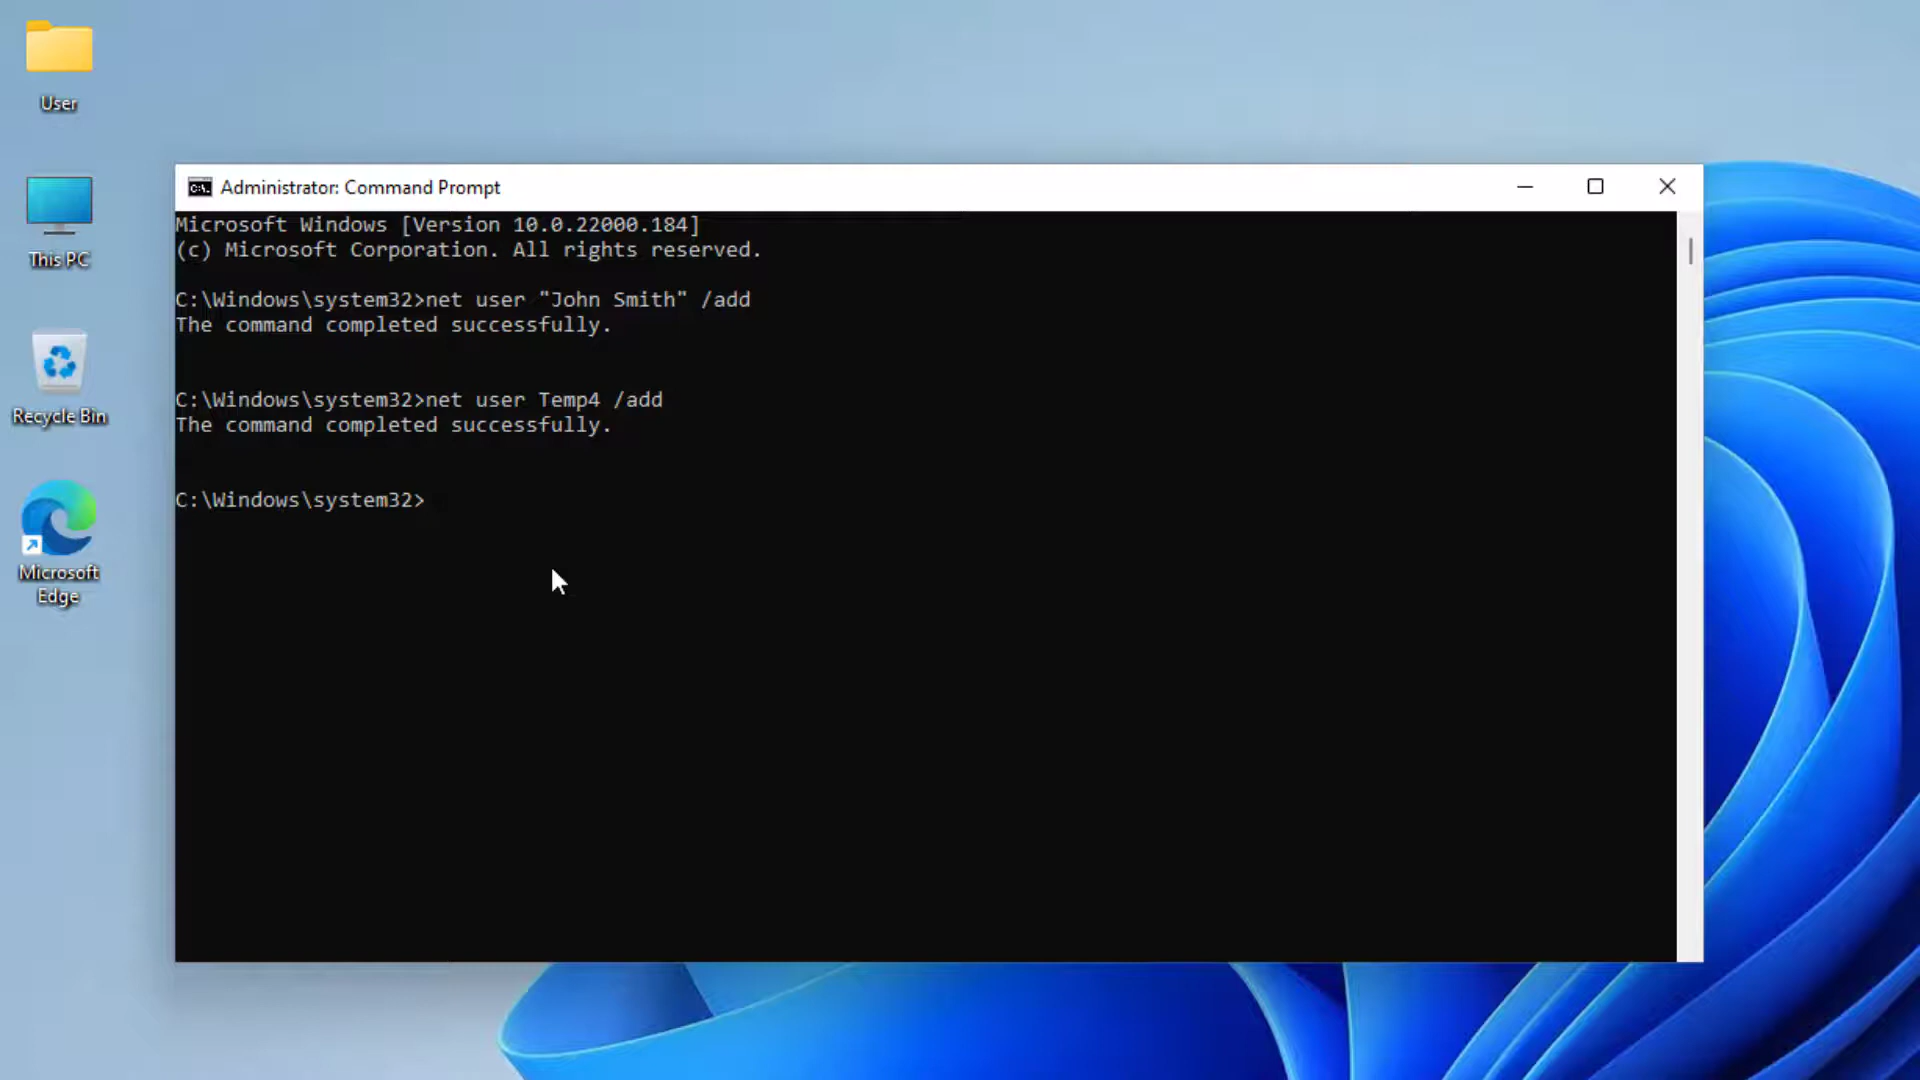 User
This PC
Recycle Bin
Microsoft
Edge
Administrator: Command Prompt
Microsoft Windows [Version 10.0.22000.184]
(c) Microsoft Corporation. All rights reserved.
C:\Windows\system32>net user "John Smith" /add
The command completed successfully.
C:\Windows\system32>net user Temp4 /add
The command completed successfully.
C:\Windows\system32>